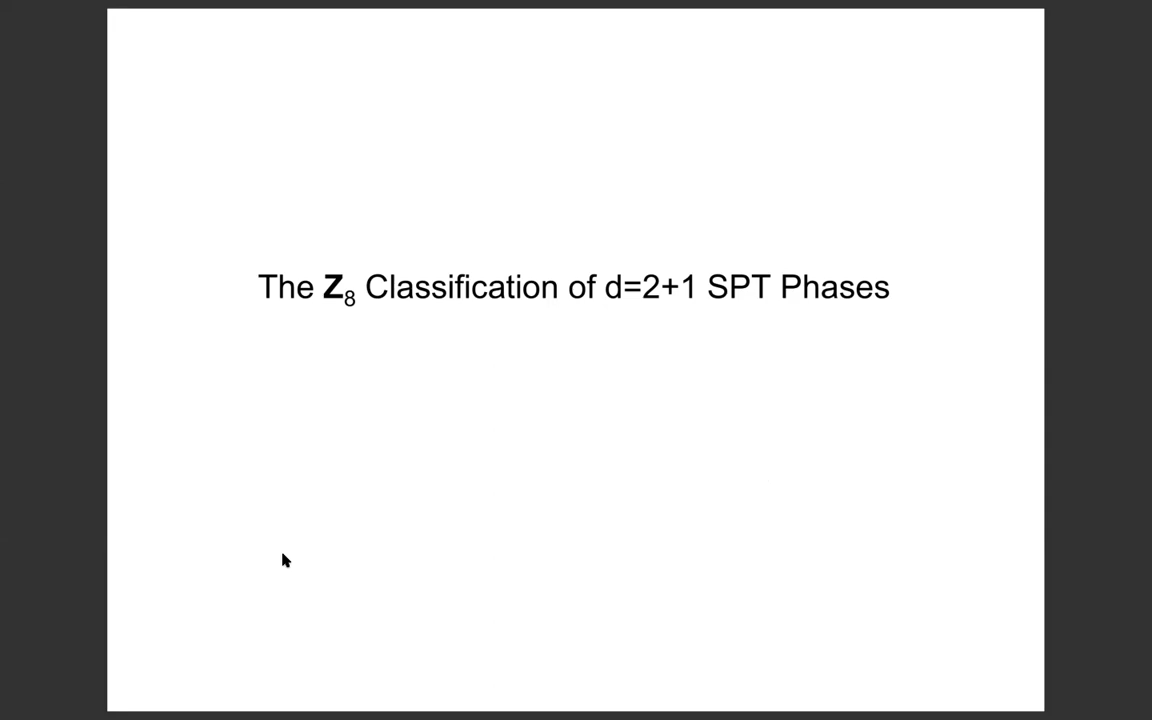 The Z₈ Classification of d=2+1 SPT Phases